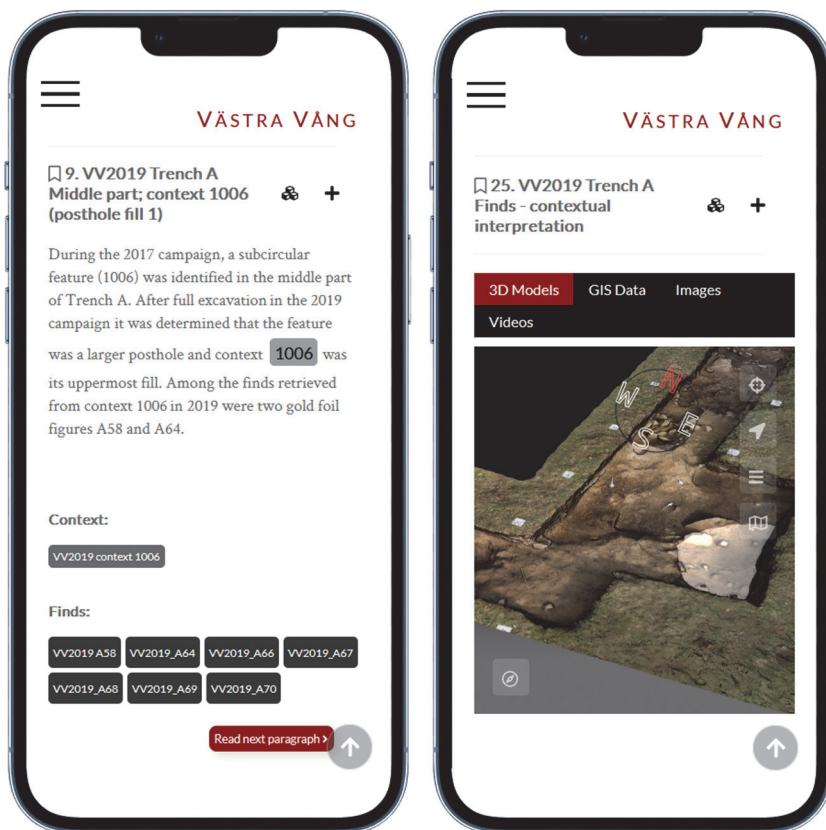 VÄSTRA VÅNG
9. VV2019 Trench A
Middle part; context 1006
(posthole fill 1)
During the 2017 campaign, a subcircular
feature (1006) was identified in the middle part
of Trench A. After full excavation in the 2019
campaign it was determined that the feature
was a larger posthole and context 1006 was
its uppermost fill. Among the finds retrieved
from context 1006 in 2019 were two gold foil
figures A58 and A64.
Context:
VV2019 context 1006
Finds:
VV2019 A58 VV2019_A64 VV2019_A66 VV2019_A67
VV2019_A68 VV2019_A69 VV2019_A70
Read next paragraph
VÄSTRA VÅNG
25. VV2019 Trench A
Finds - contextual
interpretation
3D Models GIS Data Images
Videos
N
W
E
S